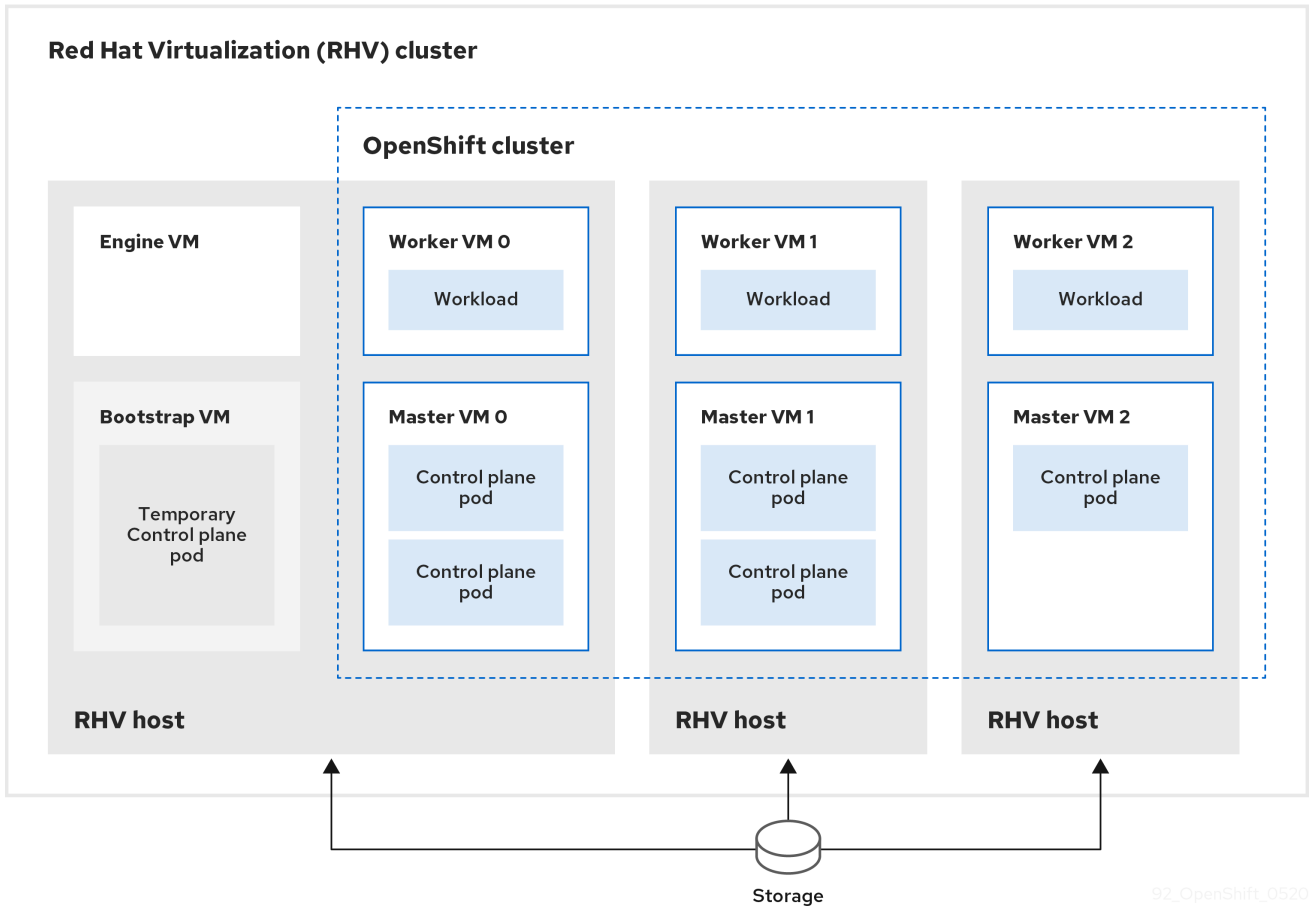 Red Hat Virtualization (RHV) cluster
OpenShift cluster
Engine VM
Bootstrap VM
Temporary
Control plane
pod
Worker VM 0
Workload
Master VM 0
Control plane
pod
Control plane
pod
RHV host
Worker VM 1
Workload
Master VM 1
Control plane
pod
Control plane
pod
RHV host
Worker VM 2
Workload
Master VM 2
Control plane
pod
RHV host
Storage
92_OpenShift_0520